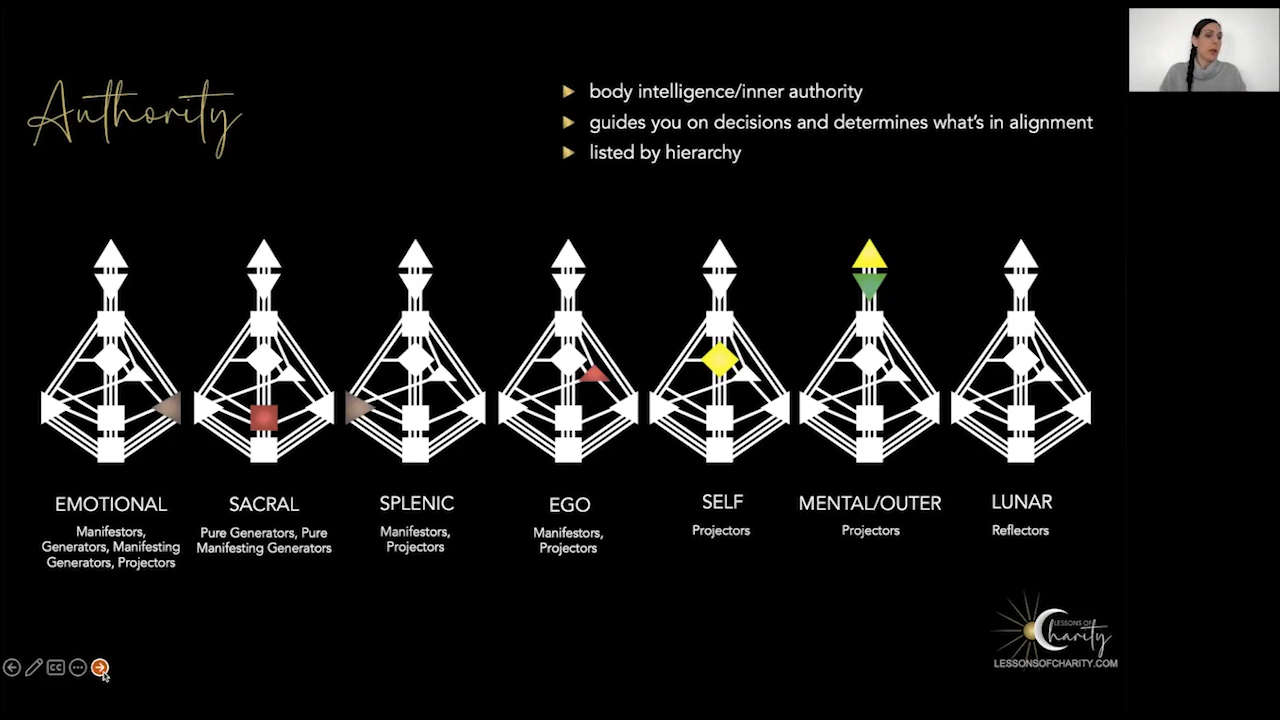 Authority
body intelligence/inner authority
guides you on decisions and determines what's in alignment
listed by hierarchy
EMOTIONAL
Manifestors,
Generators, Manifesting
Generators, Projectors
SACRAL
Pure Generators, Pure
Manifesting Generators
SPLENIC
Manifestors,
Projectors
EGO
Manifestors,
Projectors
SELF
Projectors
MENTAL/OUTER
Projectors
LUNAR
Reflectors
LESSONS OF
Charity
LESSONSOFCHARITY.COM
CC